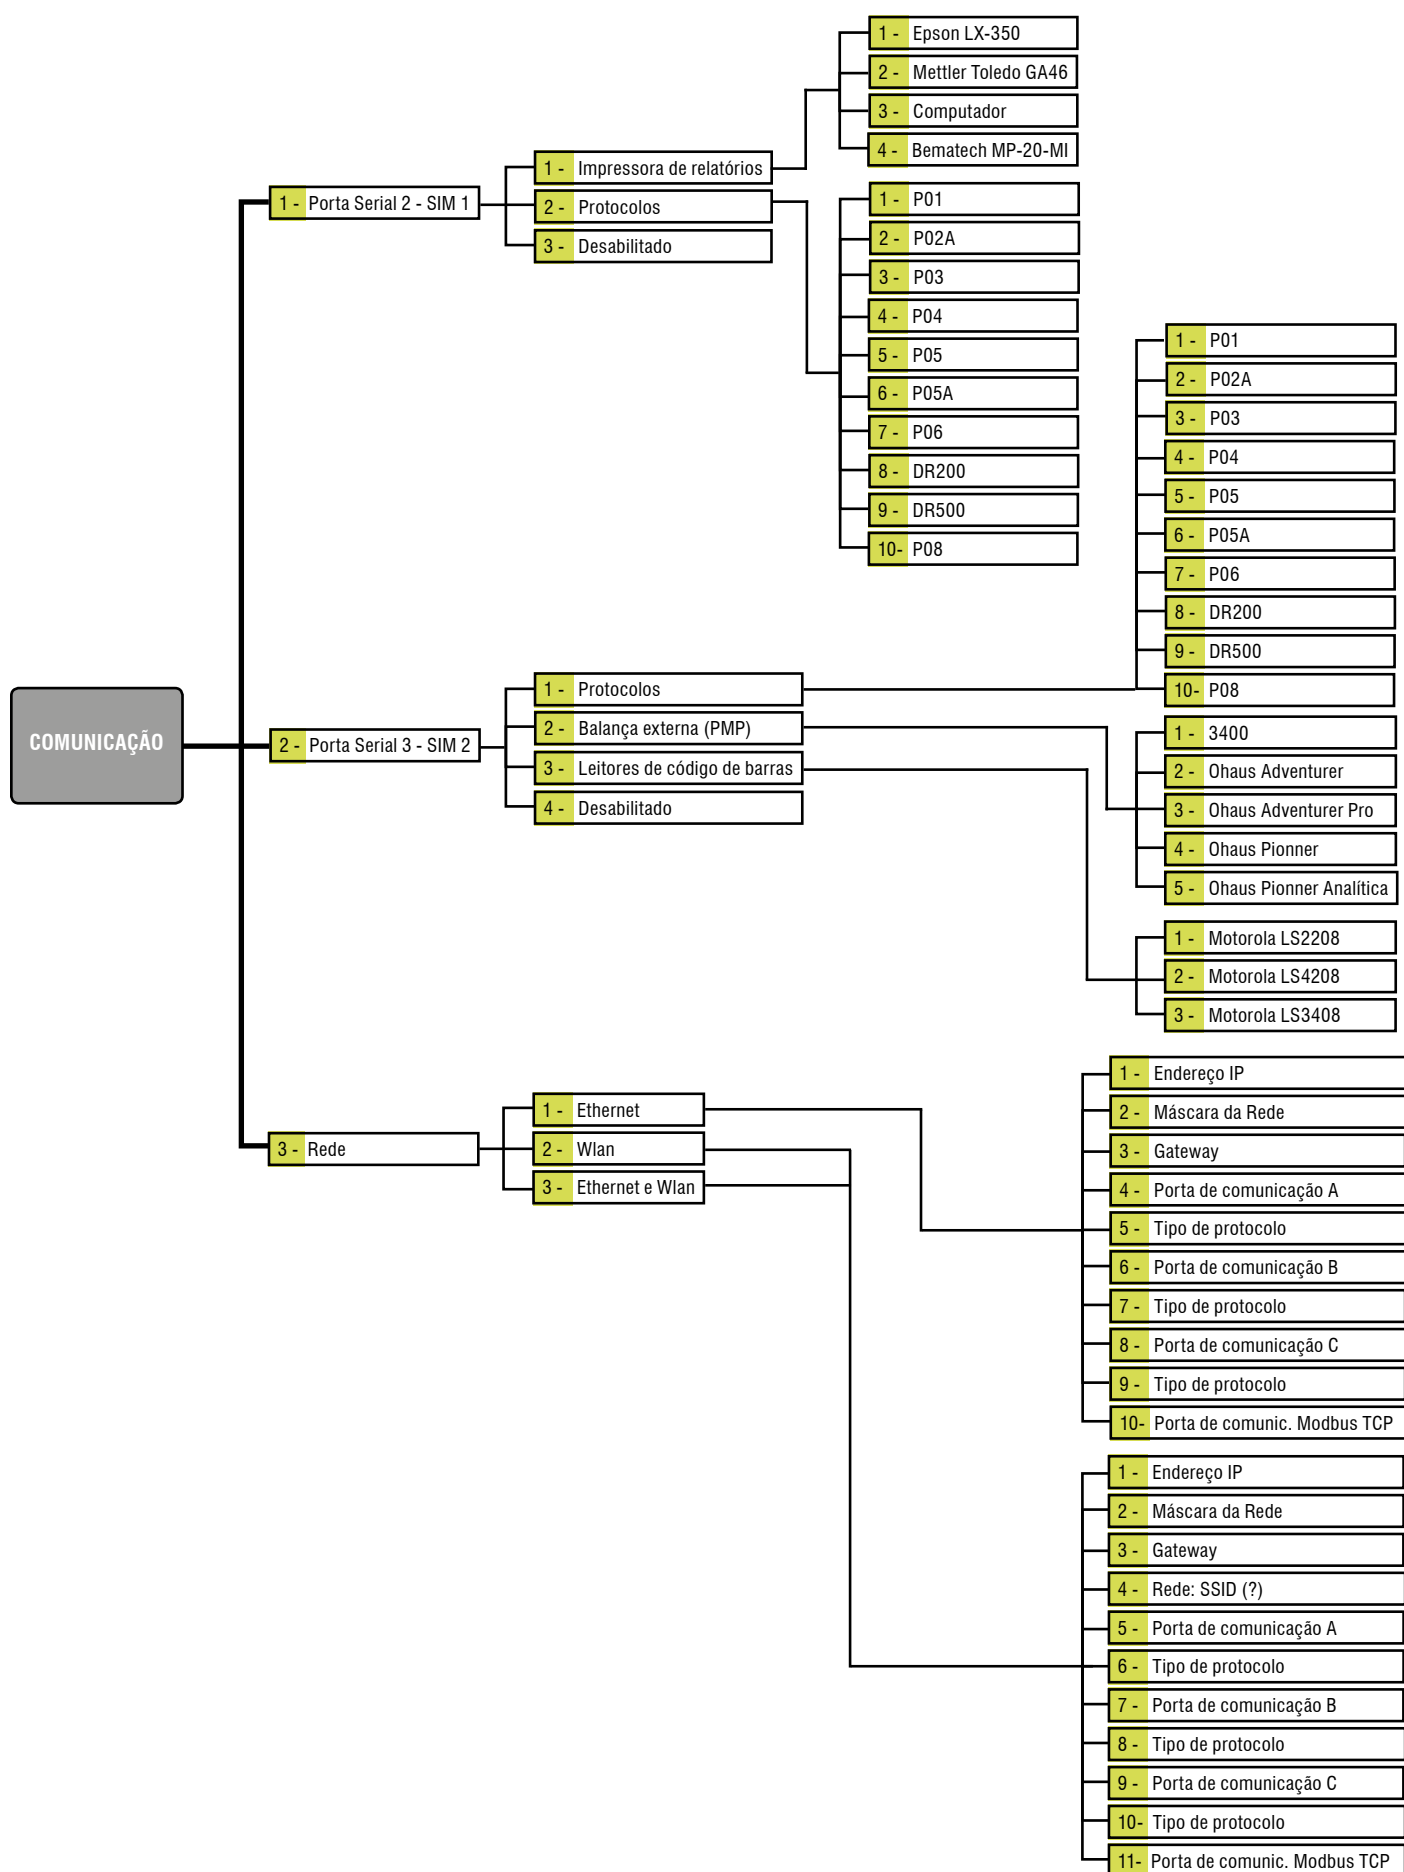 COMUNICAÇÃO
1 - Porta Serial 2 - SIM 1
1 - Impressora de relatórios
1 - Epson LX-350
2 - Mettler Toledo GA46
3 - Computador
4 - Bematech MP-20-MI
2 - Protocolos
1 - P01
2 - P02A
3 - P03
4 - P04
5 - P05
6 - P05A
7 - P06
8 - DR200
9 - DR500
10- P08
3 - Desabilitado
2 - Porta Serial 3 - SIM 2
1 - Protocolos
1 - P01
2 - P02A
3 - P03
4 - P04
5 - P05
6 - P05A
7 - P06
8 - DR200
9 - DR500
10- P08
2 - Balança externa (PMP)
1 - 3400
2 - Ohaus Adventurer
3 - Ohaus Adventurer Pro
4 - Ohaus Pionner
5 - Ohaus Pionner Analítica
3 - Leitores de código de barras
1 - Motorola LS2208
2 - Motorola LS4208
3 - Motorola LS3408
4 - Desabilitado
3 - Rede
1 - Ethernet
1 - Endereço IP
2 - Máscara da Rede
3 - Gateway
4 - Porta de comunicação A
5 - Tipo de protocolo
6 - Porta de comunicação B
7 - Tipo de protocolo
8 - Porta de comunicação C
9 - Tipo de protocolo
10- Porta de comunic. Modbus TCP
2 - Wlan
3 - Ethernet e Wlan
1 - Endereço IP
2 - Máscara da Rede
3 - Gateway
4 - Rede: SSID (?)
5 - Porta de comunicação A
6 - Tipo de protocolo
7 - Porta de comunicação B
8 - Tipo de protocolo
9 - Porta de comunicação C
10- Tipo de protocolo
11- Porta de comunic. Modbus TCP